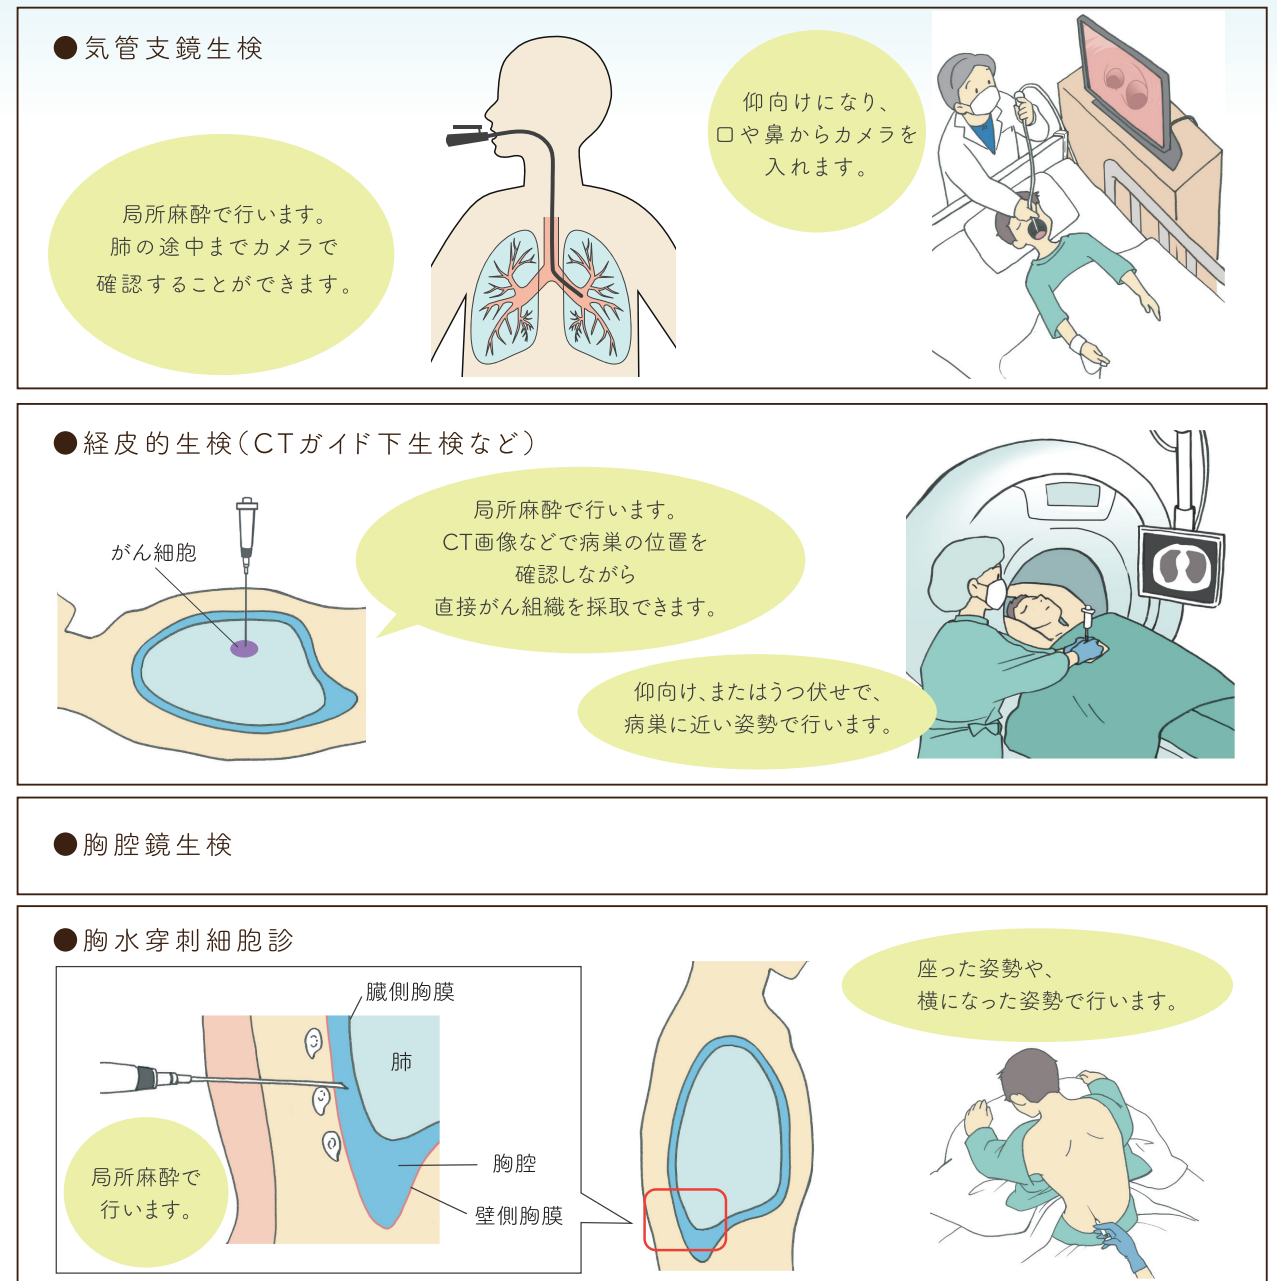 ●気管支鏡生検
局所麻酔で行います。
肺の途中までカメラで
確認することができます。
仰向けになり、
口や鼻からカメラを
入れます。
●経皮的生検(CTガイド下生検など)
がん細胞
局所麻酔で行います。
CT画像などで病巣の位置を
確認しながら
直接がん組織を採取できます。
仰向け、またはうつ伏せで、
病巣に近い姿勢で行います。
●胸腔鏡生検
●胸水穿刺細胞診
臓側胸膜
肺
胸腔
壁側胸膜
局所麻酔で
行います。
座った姿勢や、
横になった姿勢で行います。